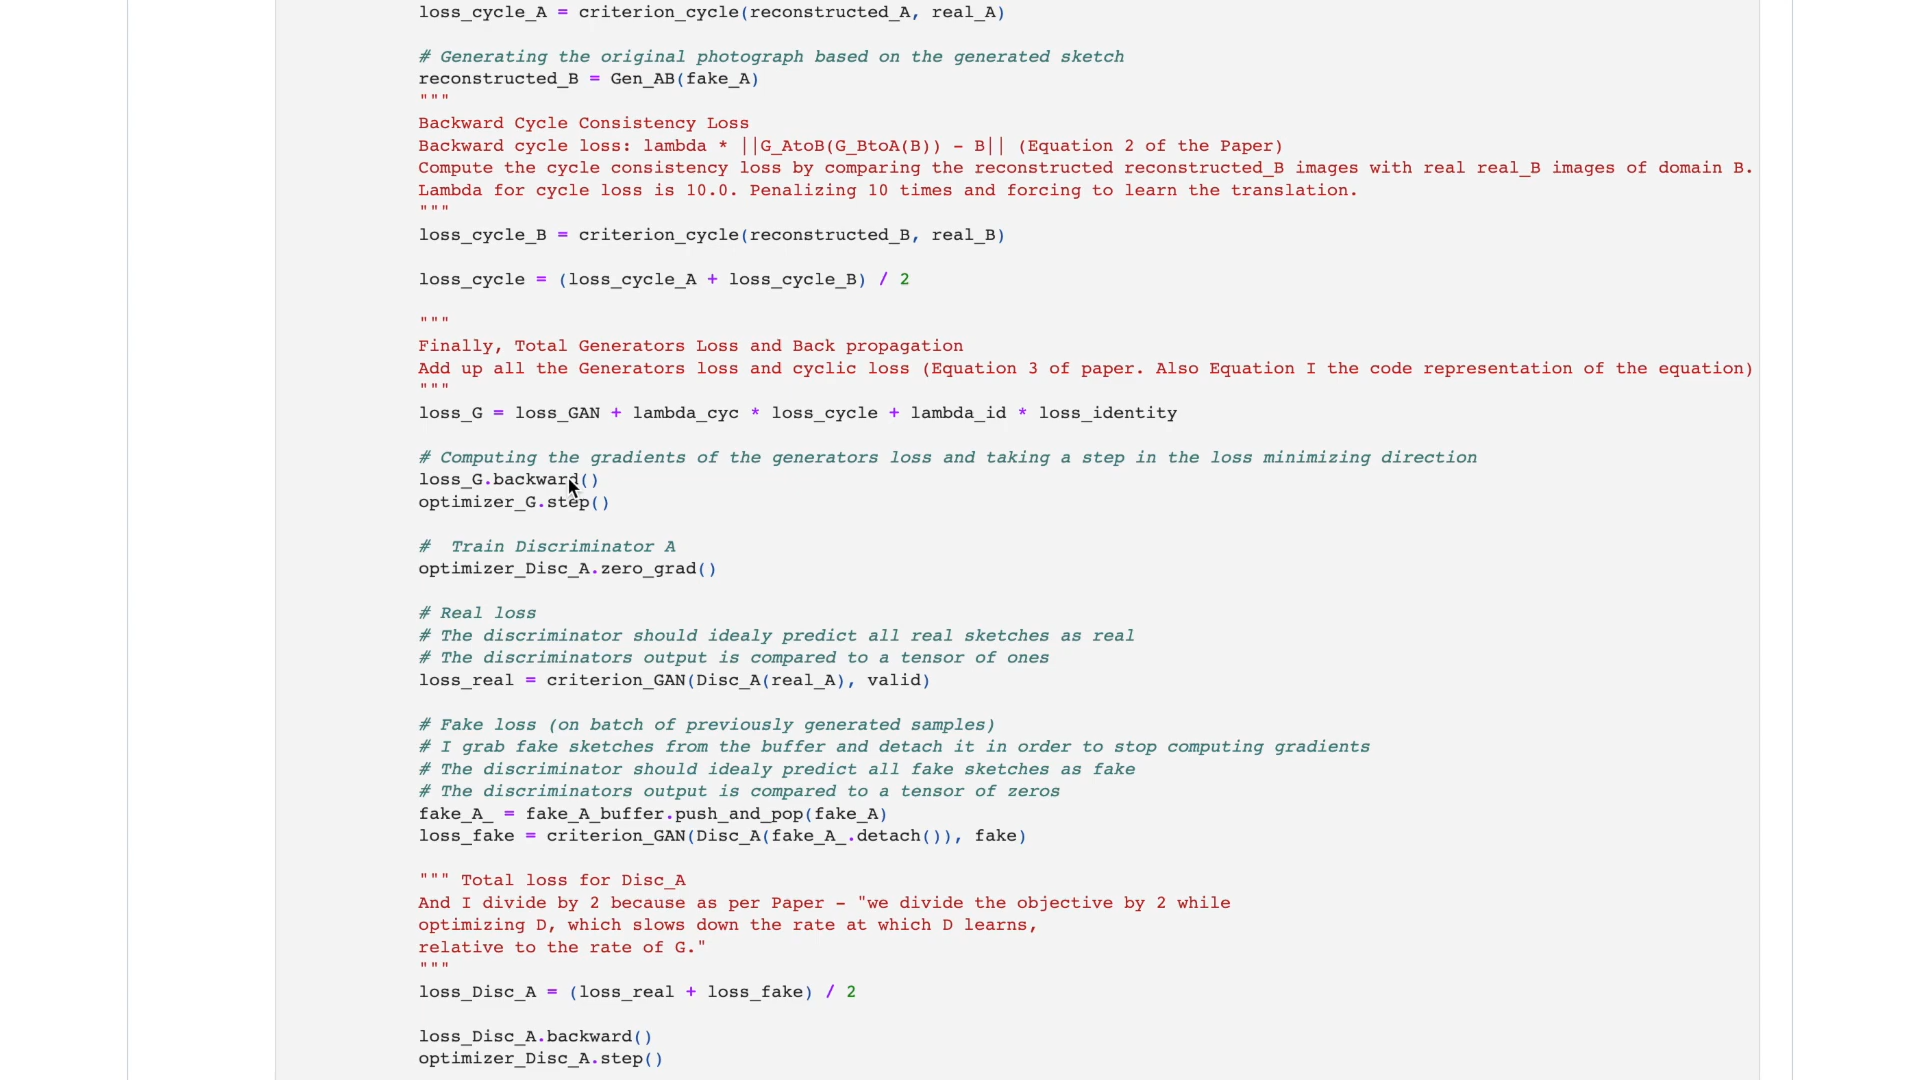 loss_cycle_A = criterion_cycle(reconstructed_A, real_A)
# Generating the original photograph based on the generated sketch
reconstructed_B = Gen_AB(fake_A)
"""
Backward Cycle Consistency Loss
Backward cycle loss: lambda * ||G_AtoB(G_BtoA(B)) - B|| (Equation 2 of the Paper)
Compute the cycle consistency loss by comparing the reconstructed reconstructed_B images with real real_B images of domain B.
Lambda for cycle loss is 10.0. Penalizing 10 times and forcing to learn the translation.
"""
loss_cycle_B = criterion_cycle(reconstructed_B, real_B)
loss_cycle = (loss_cycle_A + loss_cycle_B) / 2
"""
Finally, Total Generators Loss and Back propagation
Add up all the Generators loss and cyclic loss (Equation 3 of paper. Also Equation I the code representation of the equation)
"""
loss_G = loss_GAN + lambda_cyc * loss_cycle + lambda_id * loss_identity
# Computing the gradients of the generators loss and taking a step in the loss minimizing direction
loss_G.backward()
optimizer_G.step()
#  Train Discriminator A
optimizer_Disc_A.zero_grad()
# Real loss
# The discriminator should idealy predict all real sketches as real
# The discriminators output is compared to a tensor of ones
loss_real = criterion_GAN(Disc_A(real_A), valid)
# Fake loss (on batch of previously generated samples)
# I grab fake sketches from the buffer and detach it in order to stop computing gradients
# The discriminator should idealy predict all fake sketches as fake
# The discriminators output is compared to a tensor of zeros
fake_A_ = fake_A_buffer.push_and_pop(fake_A)
loss_fake = criterion_GAN(Disc_A(fake_A_.detach()), fake)
""" Total loss for Disc_A
And I divide by 2 because as per Paper - "we divide the objective by 2 while
optimizing D, which slows down the rate at which D learns,
relative to the rate of G."
"""
loss_Disc_A = (loss_real + loss_fake) / 2
loss_Disc_A.backward()
optimizer_Disc_A.step()